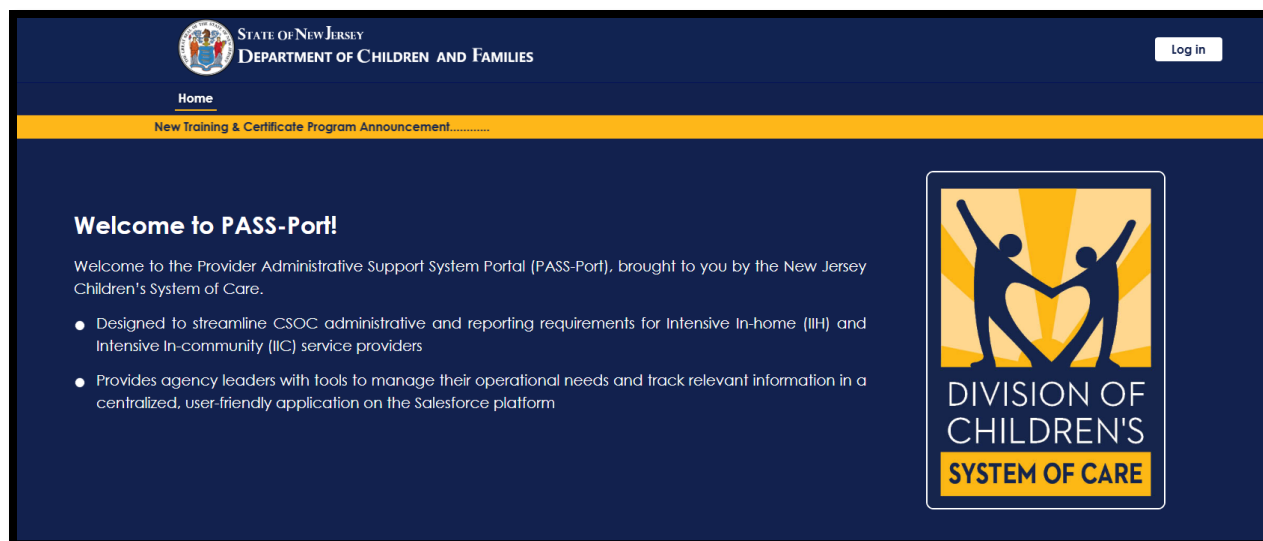 STATE OF NEW JERSEY
DEPARTMENT OF CHILDREN AND FAMILIES
Log in
Home
New Training & Certificate Program Announcement............
Welcome to PASS-Port!
Welcome to the Provider Administrative Support System Portal (PASS-Port), brought to you by the New Jersey
Children's System of Care.
● Designed to streamline CSOC administrative and reporting requirements for Intensive In-home (IIH) and
Intensive In-community (IIC) service providers
● Provides agency leaders with tools to manage their operational needs and track relevant information in a
centralized, user-friendly application on the Salesforce platform
DIVISION OF
CHILDREN'S
SYSTEM OF CARE